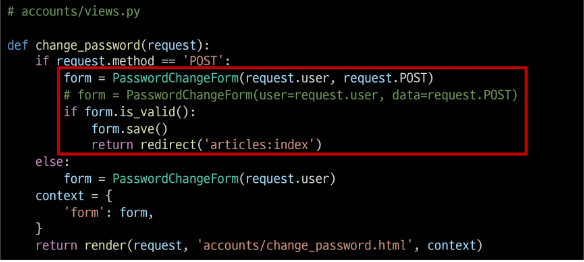 # accounts/views.py
def change_password(request):
    if request.method == 'POST':
        form = PasswordChangeForm(request.user, request.POST)
        # form = PasswordChangeForm(user=request.user, data=request.POST)
        if form.is_valid():
            form.save()
            return redirect('articles:index')
    else:
        form = PasswordChangeForm(request.user)
    context = {
        'form': form,
    }
    return render(request, 'accounts/change_password.html', context)